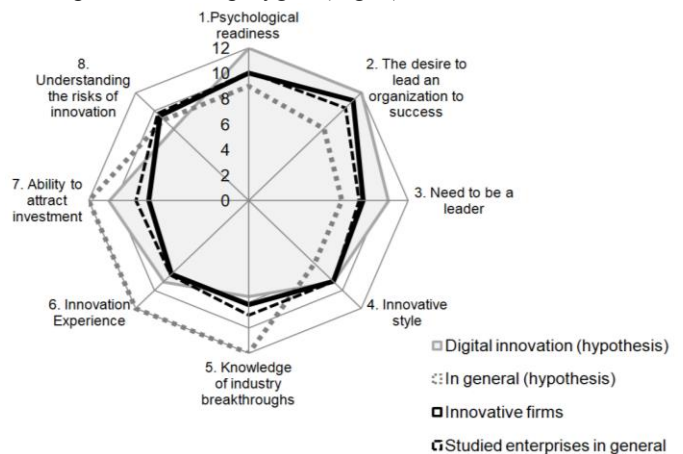 1.Psychological
readiness
2. The desire to
lead an
organization to
success
3. Need to be a
leader
4. Innovative
style
5. Knowledge
of industry
breakthroughs
6. Innovation
Experience
7. Ability to
attract
investment
8.
Understanding
the risks of
innovation
12
10
8
6
4
2
0
Digital innovation (hypothesis)
In general (hypothesis)
Innovative firms
Studied enterprises in general